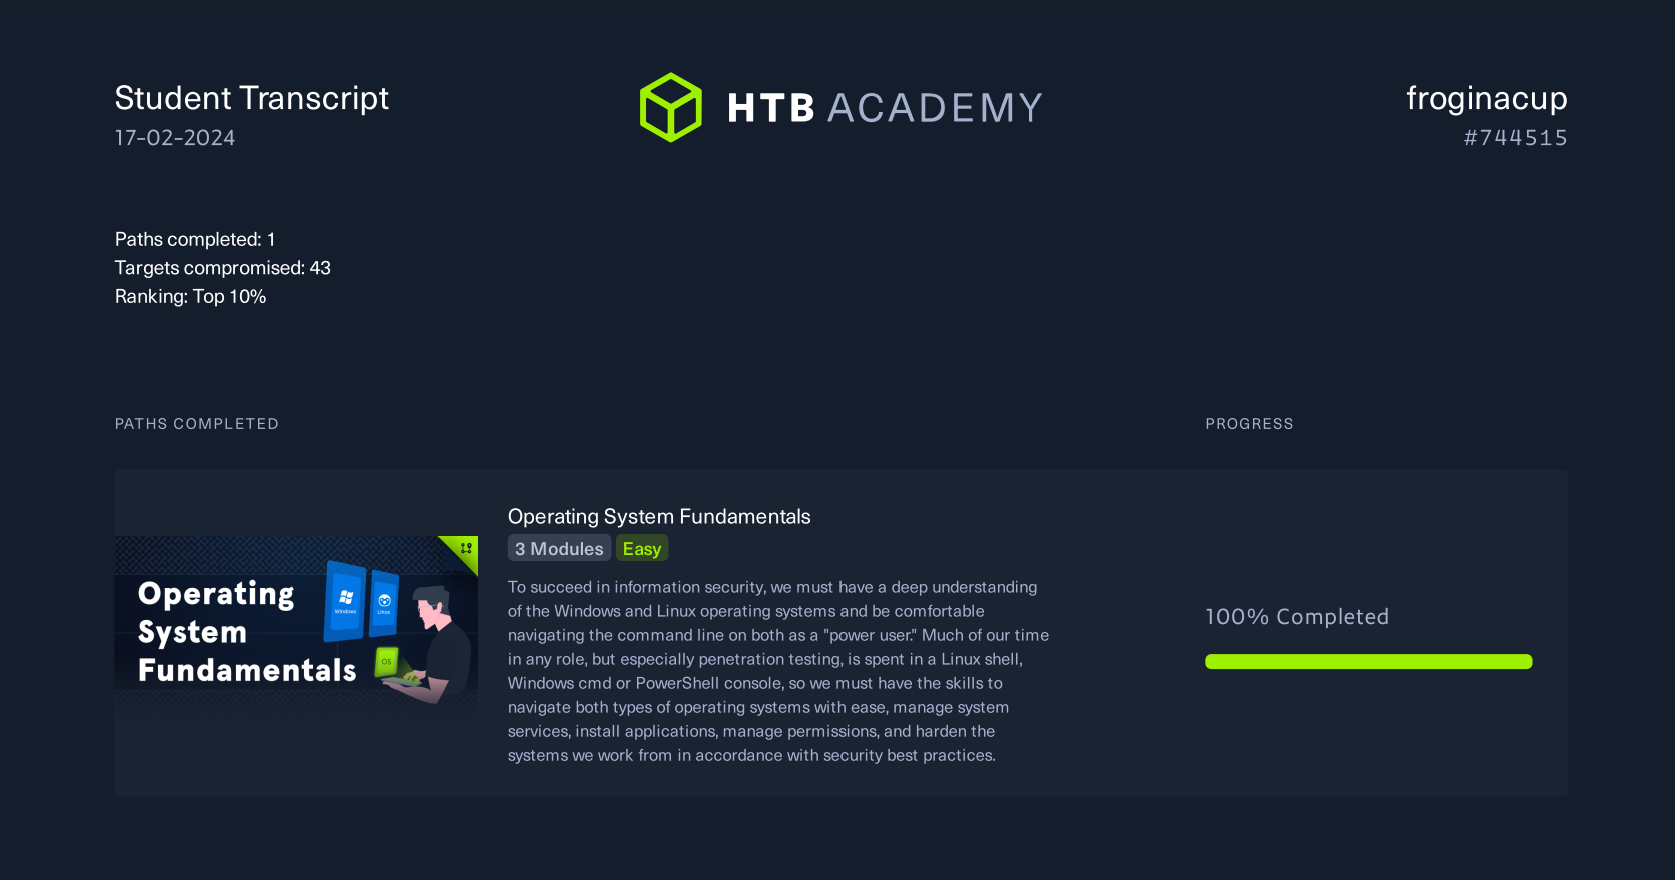 Student Transcript
17-02-2024
HTB ACADEMY
froginacup
#744515
Paths completed: 1
Targets compromised: 43
Ranking: Top 10%
PATHS COMPLETED
PROGRESS
Operating
System
Fundamentals
Windows
Linux
OS
Operating System Fundamentals
3 Modules Easy
To succeed in information security, we must have a deep understanding
of the Windows and Linux operating systems and be comfortable
navigating the command line on both as a "power user." Much of our time
in any role, but especially penetration testing, is spent in a Linux shell,
Windows cmd or PowerShell console, so we must have the skills to
navigate both types of operating systems with ease, manage system
services, install applications, manage permissions, and harden the
systems we work from in accordance with security best practices.
100% Completed